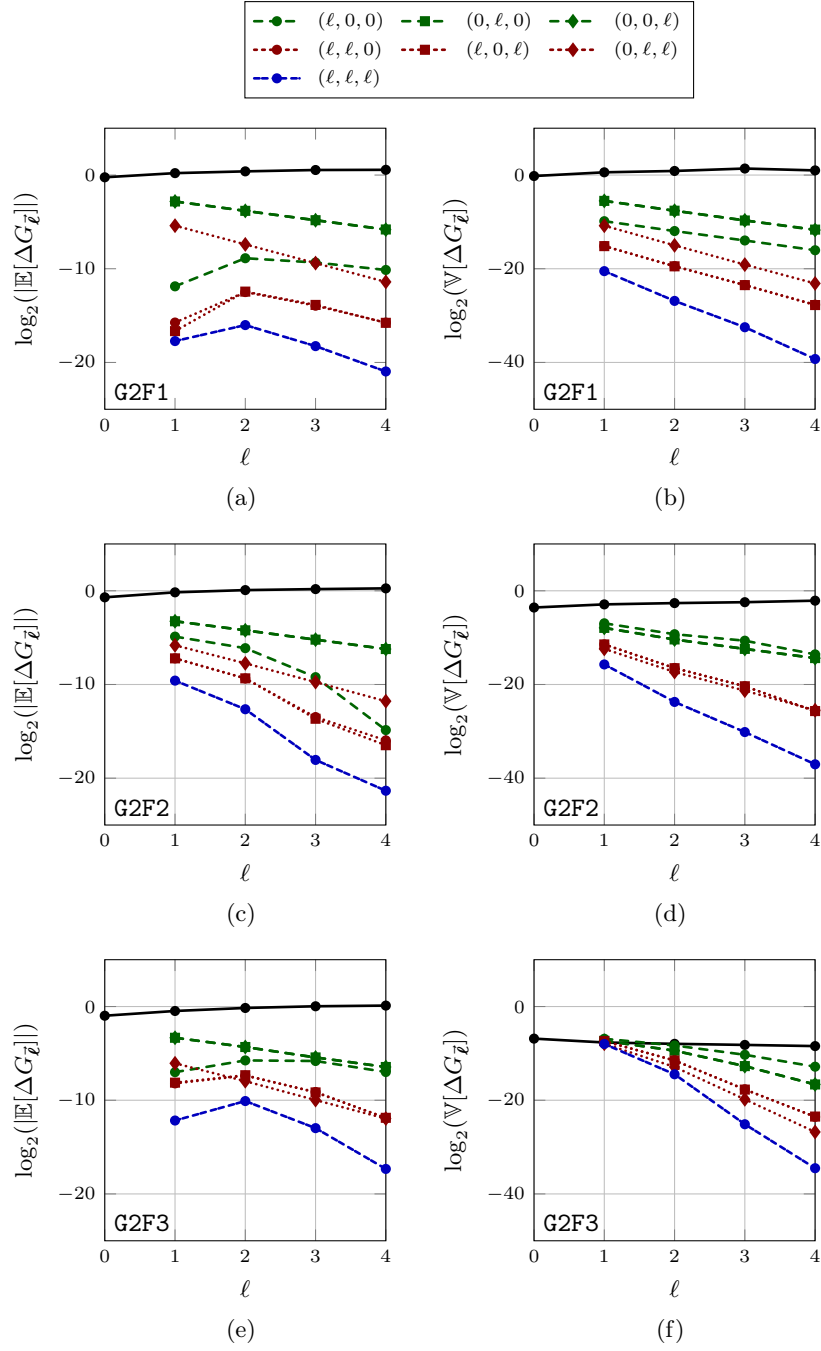 (ℓ, 0, 0) (0, ℓ, 0) (0, 0, ℓ)
(ℓ, ℓ, 0) (ℓ, 0, ℓ) (0, ℓ, ℓ)
(ℓ, ℓ, ℓ)
log₂(|𝔼[ΔG_ℓ⃗]|)
0
−10
−20
G2F1
0 1 2 3 4
ℓ
(a)
log₂(𝕍[ΔG_ℓ⃗])
0
−20
−40
G2F1
0 1 2 3 4
ℓ
(b)
log₂(|𝔼[ΔG_ℓ⃗]|)
0
−10
−20
G2F2
0 1 2 3 4
ℓ
(c)
log₂(𝕍[ΔG_ℓ⃗])
0
−20
−40
G2F2
0 1 2 3 4
ℓ
(d)
log₂(|𝔼[ΔG_ℓ⃗]|)
0
−10
−20
G2F3
0 1 2 3 4
ℓ
(e)
log₂(𝕍[ΔG_ℓ⃗])
0
−20
−40
G2F3
0 1 2 3 4
ℓ
(f)